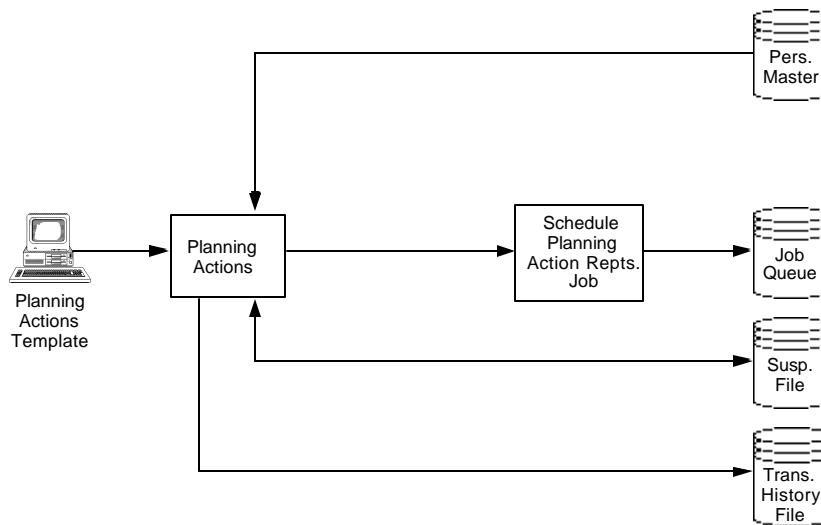 Pers.
Master
Planning
Actions
Schedule
Planning
Action Repts.
Job
Job
Queue
Planning
Actions
Template
Susp.
File
Trans.
History
File